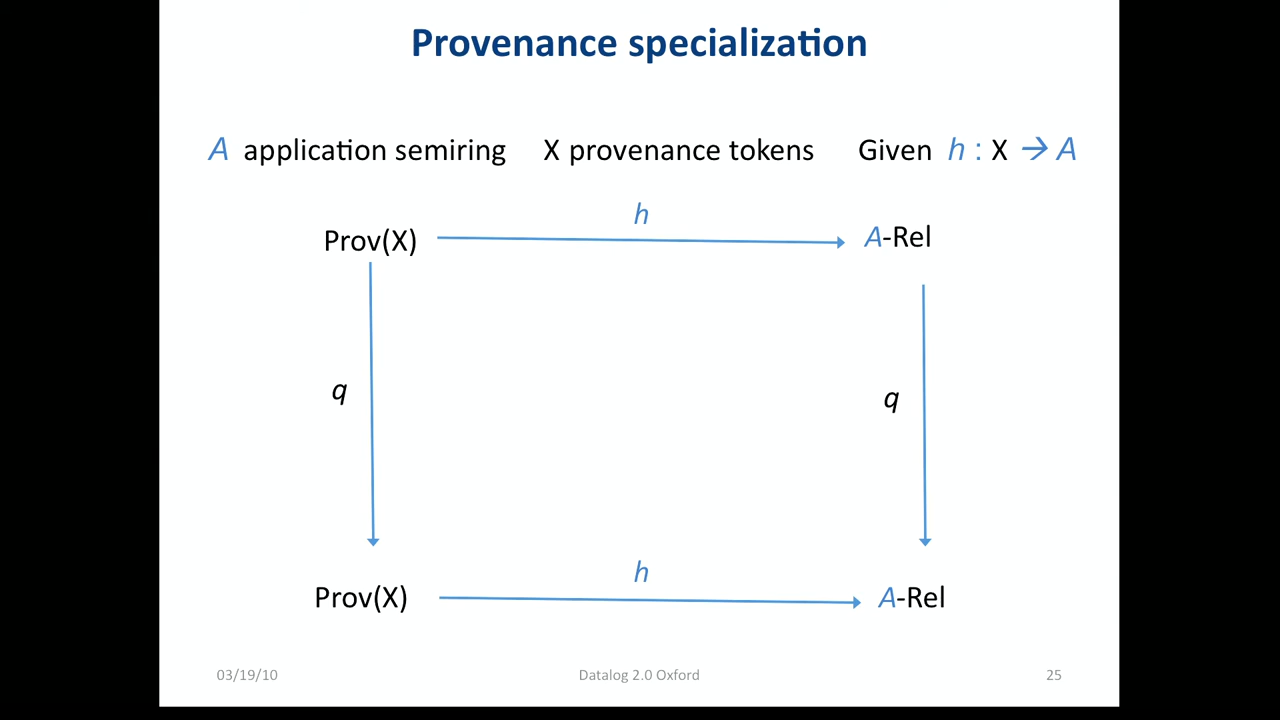 Provenance specialization
A application semiring X provenance tokens Given h : X → A
h
Prov(X) A-Rel
q q
h
Prov(X) A-Rel
03/19/10 Datalog 2.0 Oxford 25